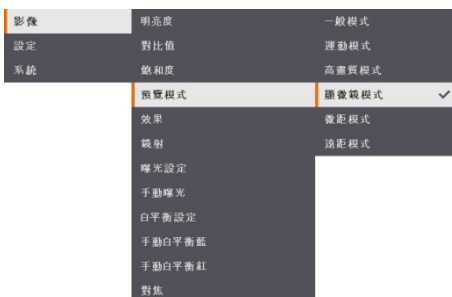 影像
設定
系統
明亮度
對比值
飽和度
預覽模式
效果
鏡射
曝光設定
手動曝光
白平衡設定
手動白平衡藍
手動白平衡紅
對焦
一般模式
運動模式
高畫質模式
顯微鏡模式
微距模式
遠距模式